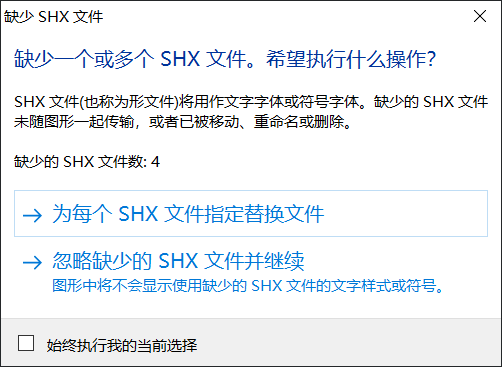 缺少 SHX 文件
缺少一个或多个 SHX 文件。希望执行什么操作?
SHX 文件(也称为形文件)将用作文字字体或符号字体。缺少的 SHX 文件
未随图形一起传输，或者已被移动、重命名或删除。
缺少的 SHX 文件数: 4
→ 为每个 SHX 文件指定替换文件
→ 忽略缺少的 SHX 文件并继续
图形中将不会显示使用缺少的 SHX 文件的文字样式或符号。
始终执行我的当前选择